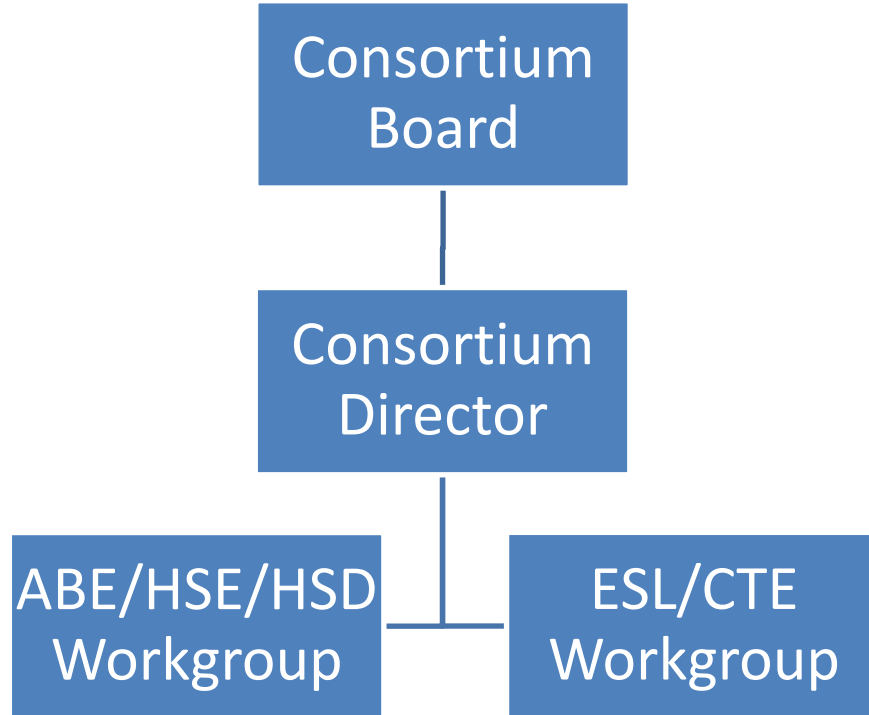 Consortium
Board
Consortium
Director
ABE/HSE/HSD
Workgroup
ESL/CTE
Workgroup